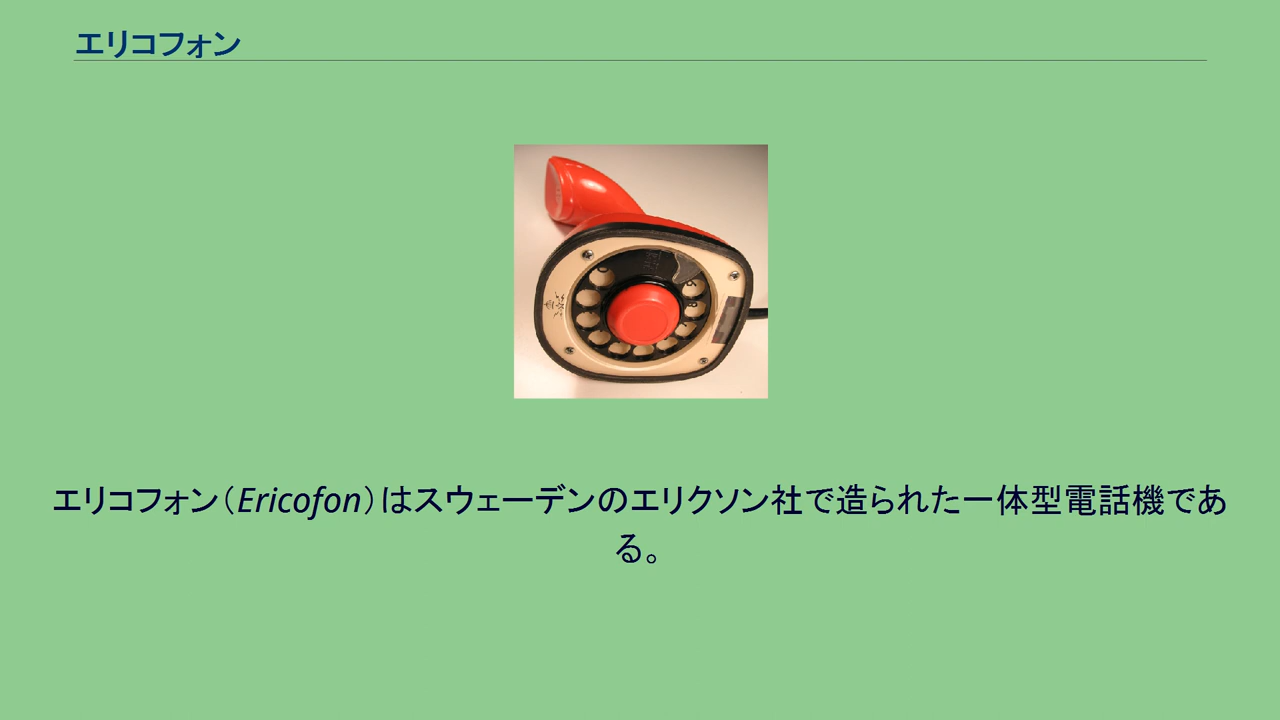 エリコフォン
エリコフォン（Ericofon）はスウェーデンのエリクソン社で造られた一体型電話機であ
る。